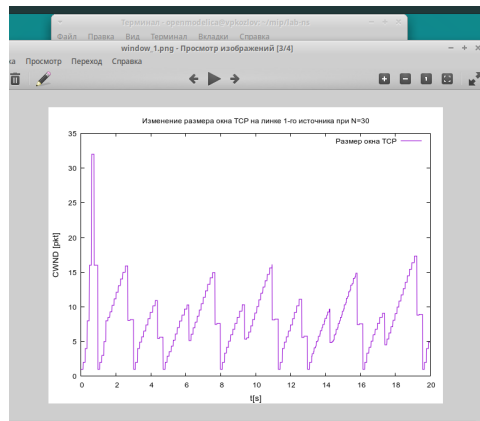 Терминал - openmodelica@vpkozlov: ~/mip/lab-ns
Файл Правка Вид Терминал Вкладки Справка
window_1.png - Просмотр изображений [3/4]
ка Просмотр Переход Справка
Изменение размера окна TCP на линке 1-го источника при N=30
Размер окна TCP
CWND [pkt]
35
30
25
20
15
10
5
0
0 2 4 6 8 10 12 14 16 18 20
t[s]